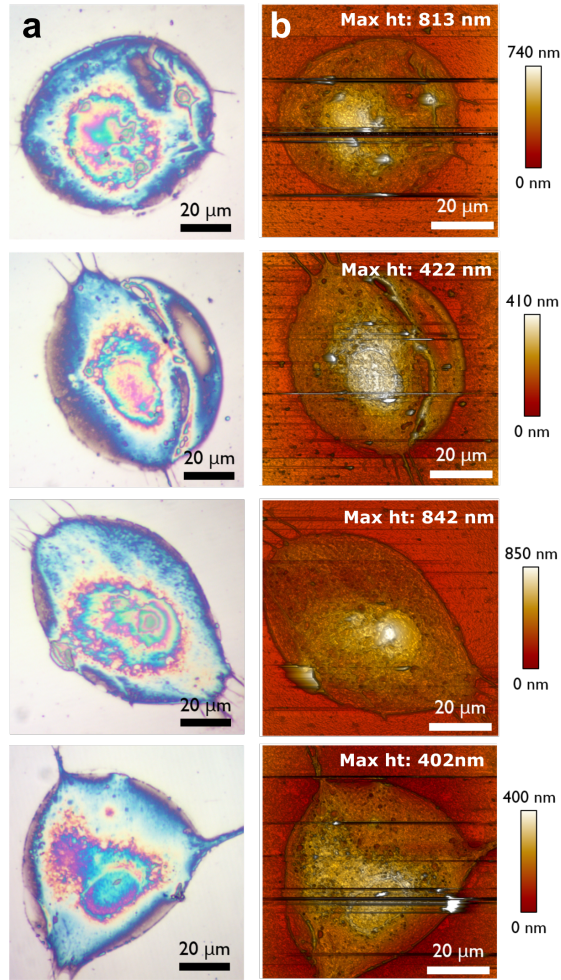 a
b
Max ht: 813 nm
740 nm
0 nm
20 μm
20 μm
Max ht: 422 nm
410 nm
0 nm
20 μm
20 μm
Max ht: 842 nm
850 nm
0 nm
20 μm
20 μm
Max ht: 402nm
400 nm
0 nm
20 μm
20 μm